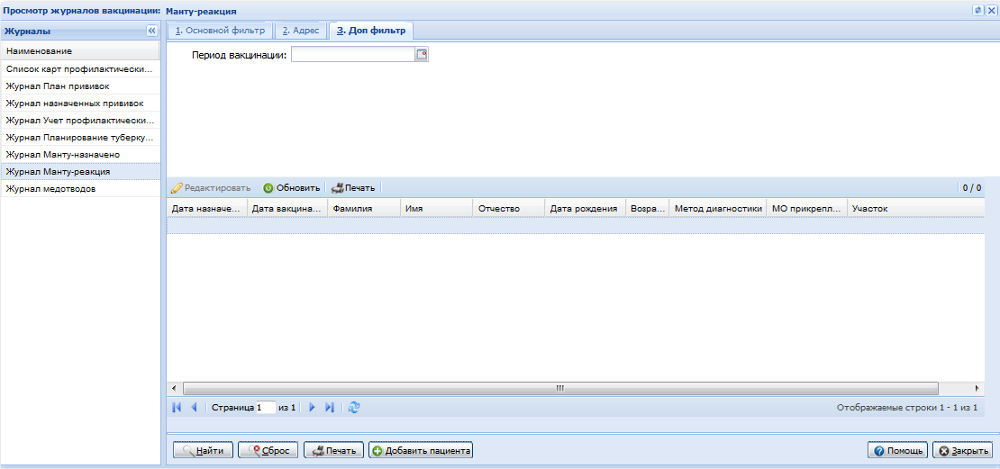 Просмотр журналов вакцинации: Манту-реакция
Журналы
Наименование
Список карт профилактически...
Журнал План прививок
Журнал назначенных прививок
Журнал Учет профилактически...
Журнал Планирование туберку...
Журнал Манту-назначено
Журнал Манту-реакция
Журнал медотводов
1. Основной фильтр 2. Адрес 3. Доп фильтр
Период вакцинации:
Редактировать Обновить Печать 0 / 0
Дата назначе... Дата вакцина... Фамилия Имя Отчество Дата рождения Возра... Метод диагностики МО прикрепл... Участок
Страница 1 из 1 Отображаемые строки 1 - 1 из 1
Найти Сброс Печать Добавить пациента Помощь Закрыть